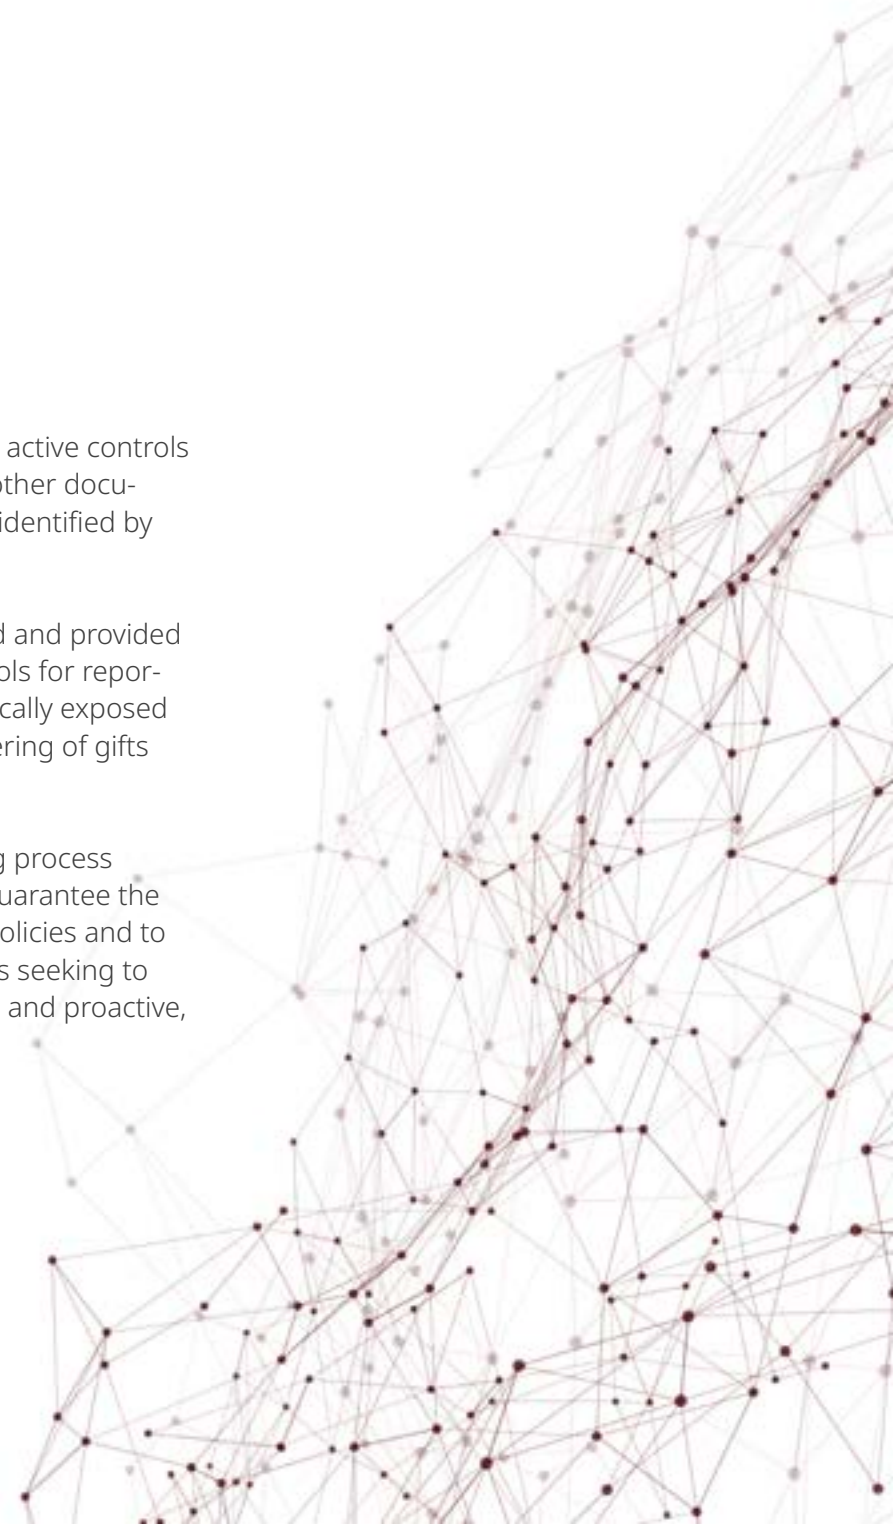 active controls
other docu-
identified by
d and provided
ols for repor-
cally exposed
ring of gifts
g process
uarantee the
olicies and to
s seeking to
and proactive,